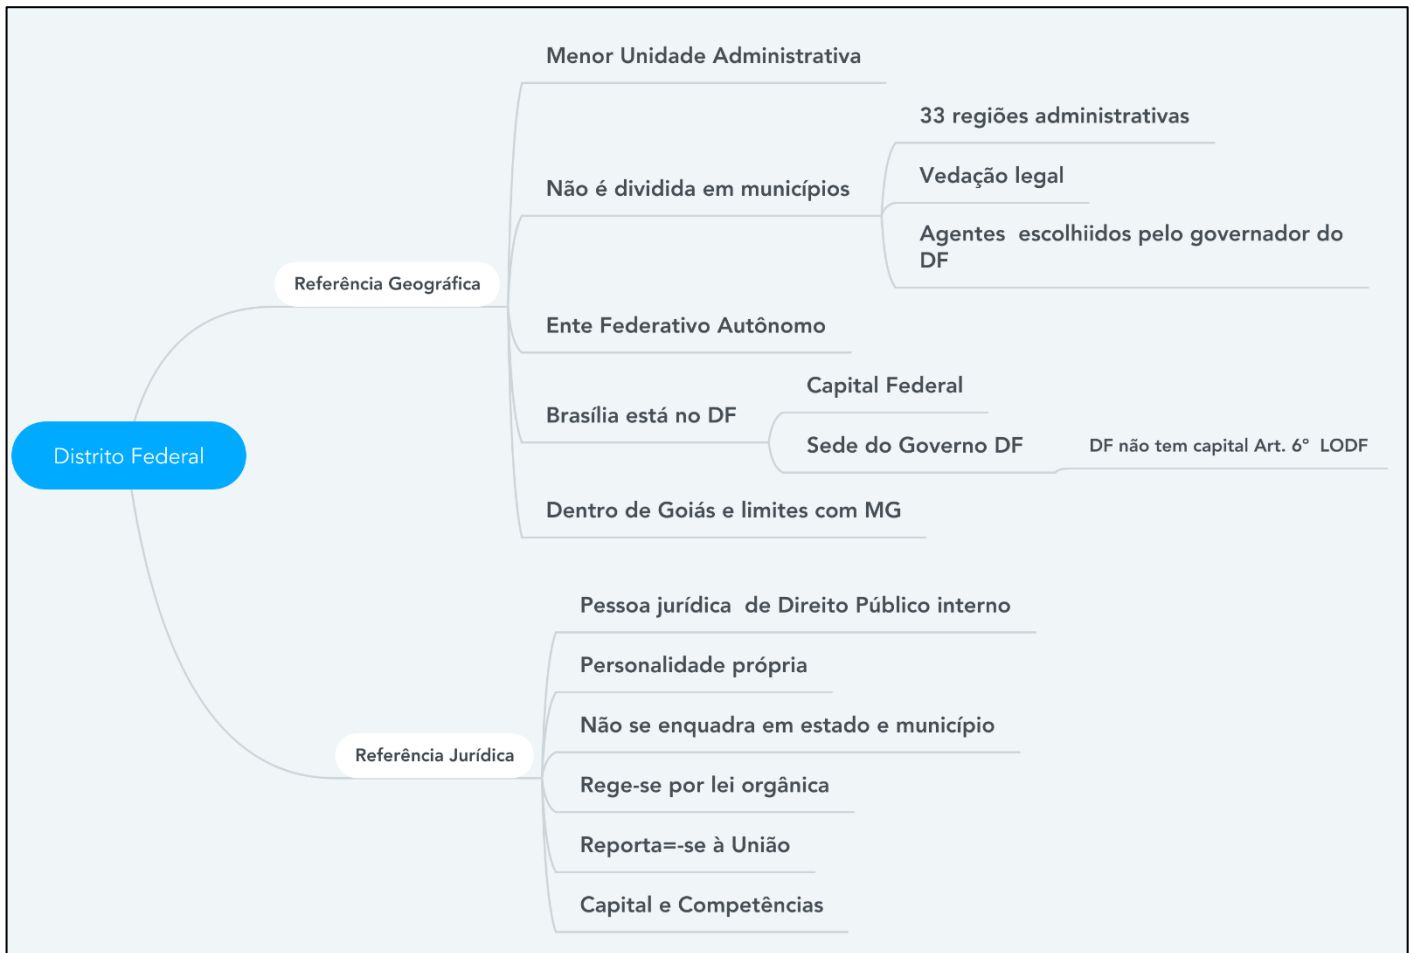 Menor Unidade Administrativa
33 regiões administrativas
Não é dividida em municípios
Vedação legal
Agentes  escolhiidos pelo governador do
DF
Referência Geográfica
Ente Federativo Autônomo
Capital Federal
Brasília está no DF
Sede do Governo DF
DF não tem capital Art. 6º  LODF
Distrito Federal
Dentro de Goiás e limites com MG
Pessoa jurídica  de Direito Público interno
Personalidade própria
Não se enquadra em estado e município
Referência Jurídica
Rege-se por lei orgânica
Reporta=-se à União
Capital e Competências